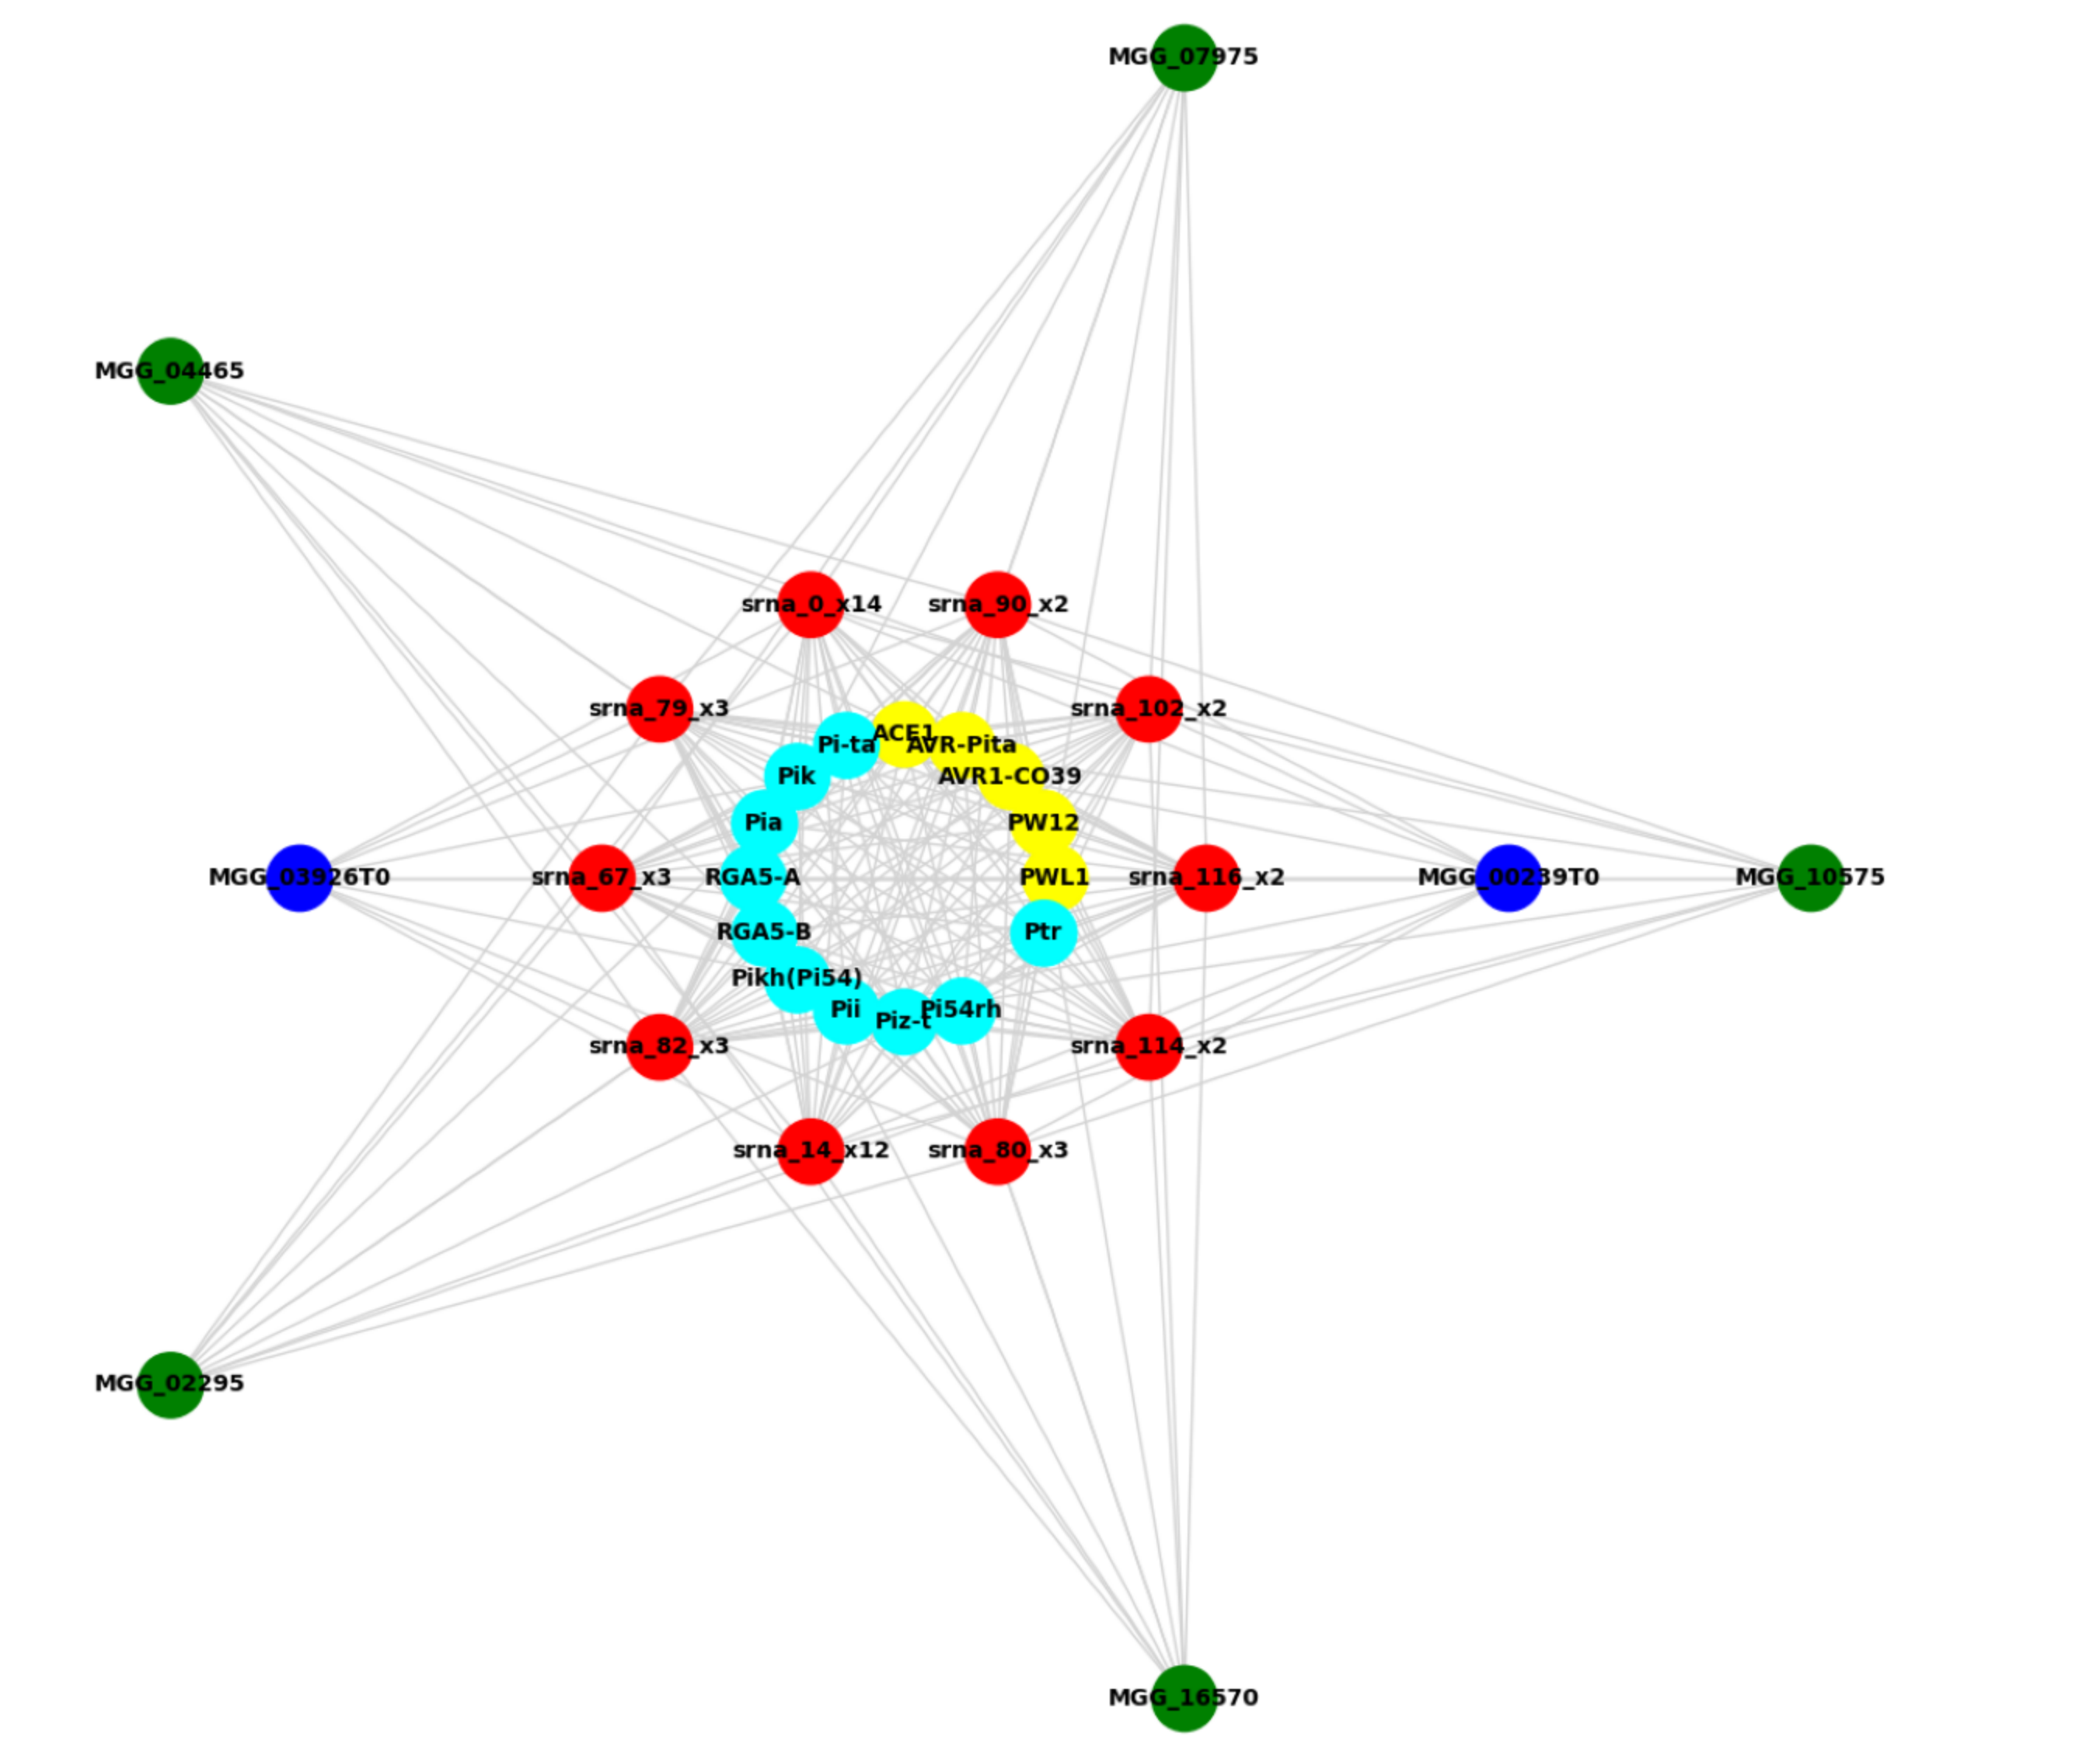 MGG_07975
MGG_04465
srna_0_x14
srna_90_x2
srna_79_x3
srna_102_x2
ACE1
Pi-ta
AVR-Pita
Pik
AVR1-CO39
Pia
PW12
MGG_03926T0
srna_67_x3
RGA5-A
PWL1
srna_116_x2
MGG_00239T0
MGG_10575
RGA5-B
Ptr
Pikh(Pi54)
Pii
Piz-t
Pi54rh
srna_82_x3
srna_114_x2
srna_14_x12
srna_80_x3
MGG_02295
MGG_16570